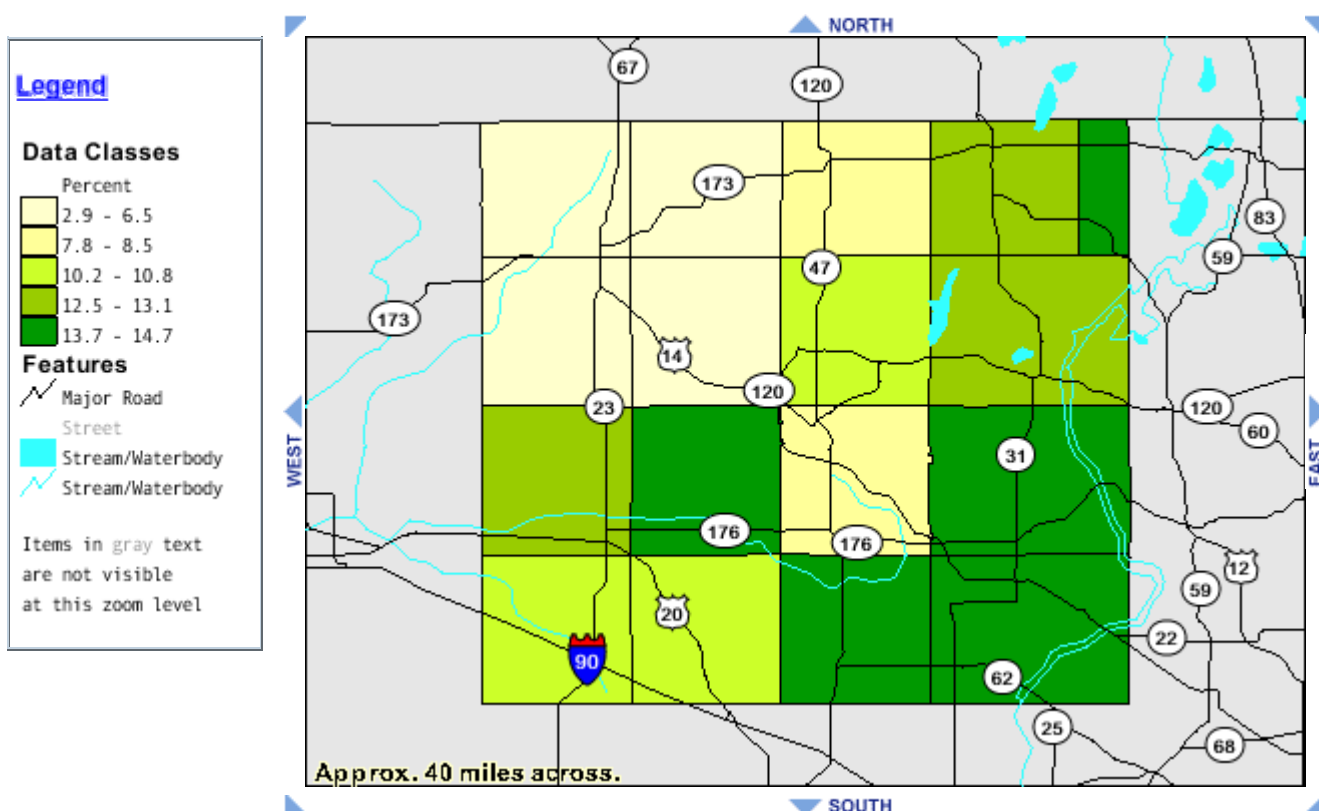 Legend
Data Classes
Percent
2.9 - 6.5
7.8 - 8.5
10.2 - 10.8
12.5 - 13.1
13.7 - 14.7
Features
Major Road
Street
Stream/Waterbody
Stream/Waterbody
Items in gray text
are not visible
at this zoom level
NORTH
67
120
173
83
59
47
173
14
120
23
120
60
WEST
EAST
31
176
176
12
59
20
22
90
62
25
68
Approx. 40 miles across.
SOUTH